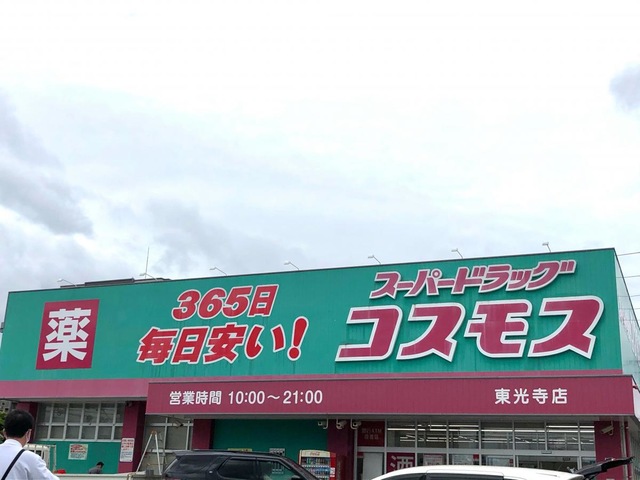 薬
365日
毎日安い!
スーパードラッグ
コスモス
営業時間 10:00～21:00
東光寺店
酒